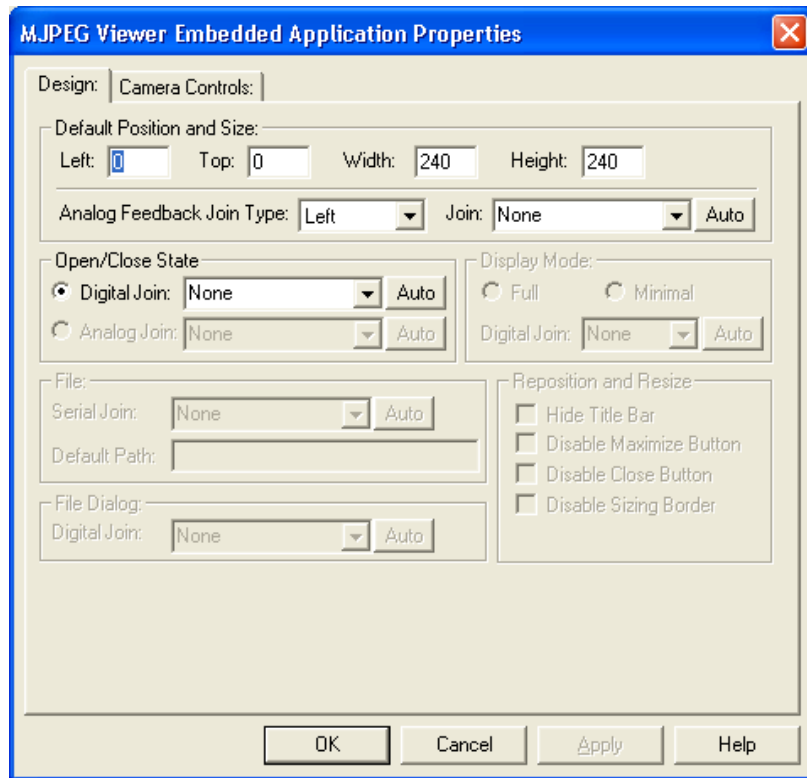 MJPEG Viewer Embedded Application Properties
Design: Camera Controls:
Default Position and Size:
Left: 0 Top: 0 Width: 240 Height: 240
Analog Feedback Join Type: Left Join: None Auto
Open/Close State
Digital Join: None Auto
Analog Join: None Auto
Display Mode:
Full Minimal
Digital Join: None Auto
File:
Serial Join: None Auto
Default Path:
File Dialog:
Digital Join: None Auto
Reposition and Resize
Hide Title Bar
Disable Maximize Button
Disable Close Button
Disable Sizing Border
OK Cancel Apply Help